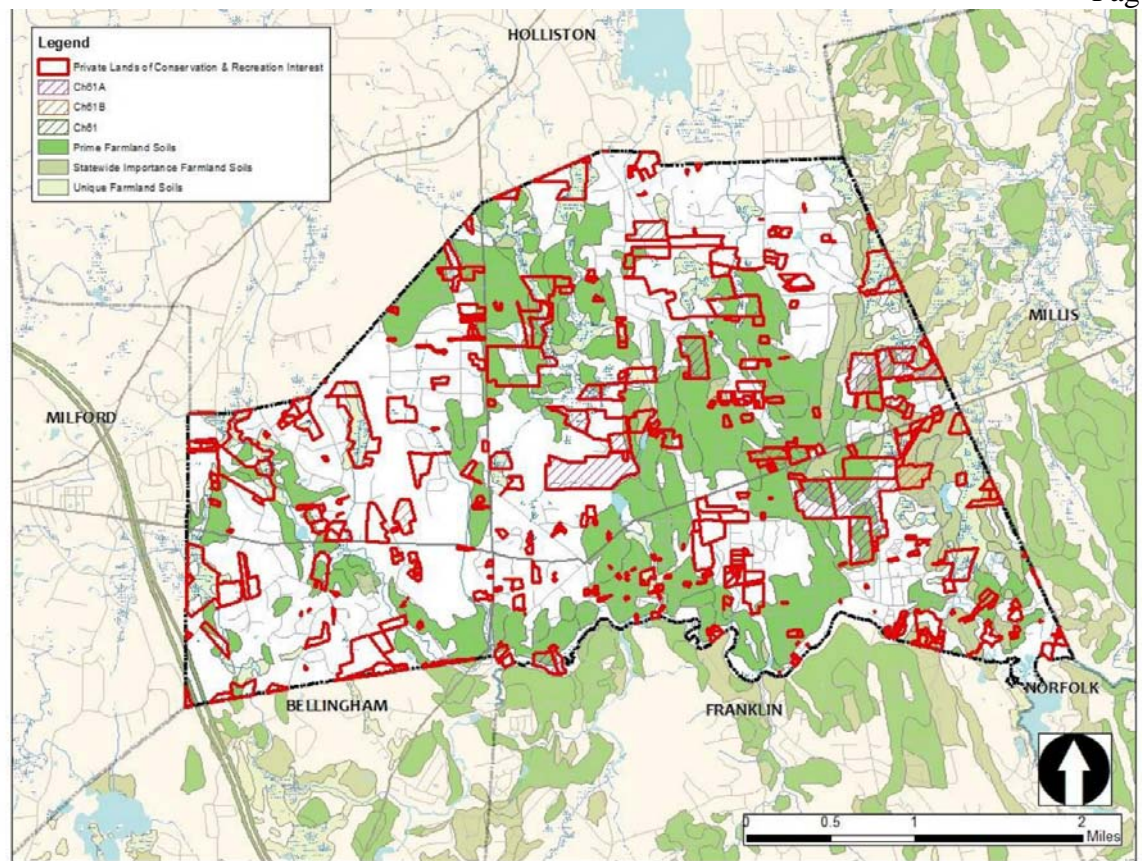 Pag
HOLLISTON
Legend
Private Lands of Conservation & Recreation Interest
Ch61A
Ch61B
Ch61
Prime Farmland Soils
Statewide Importance Farmland Soils
Unique Farmland Soils
MILLIS
MILFORD
NORFOLK
BELLINGHAM
FRANKLIN
0 0.5 1 2
Miles